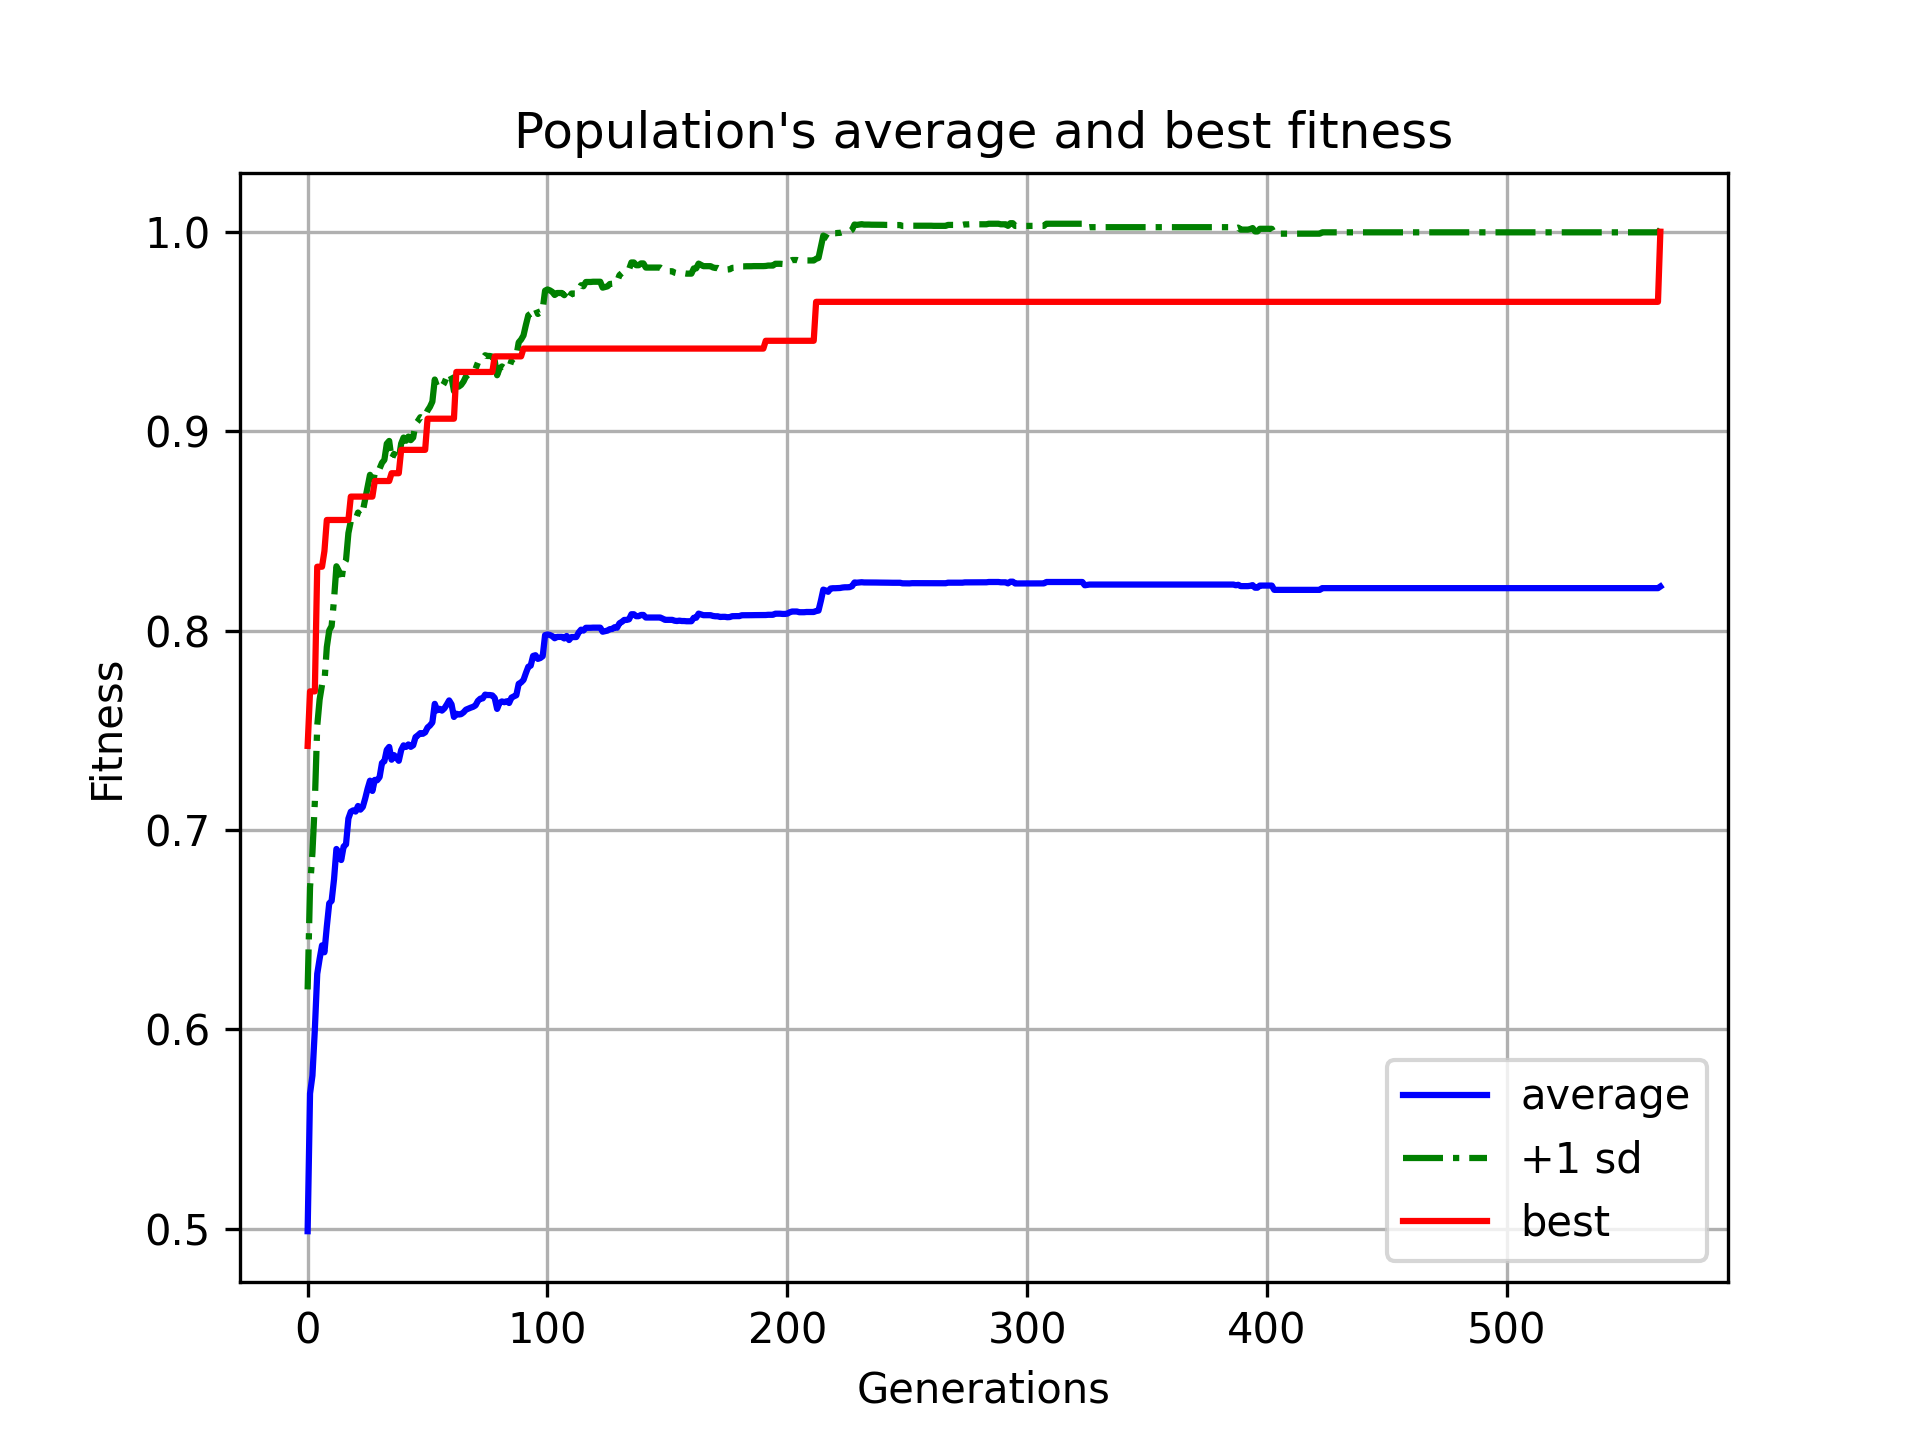 Population's average and best fitness
1.0
0.9
0.8
0.7
0.6
0.5
Fitness
average
+1 sd
best
0 100 200 300 400 500
Generations